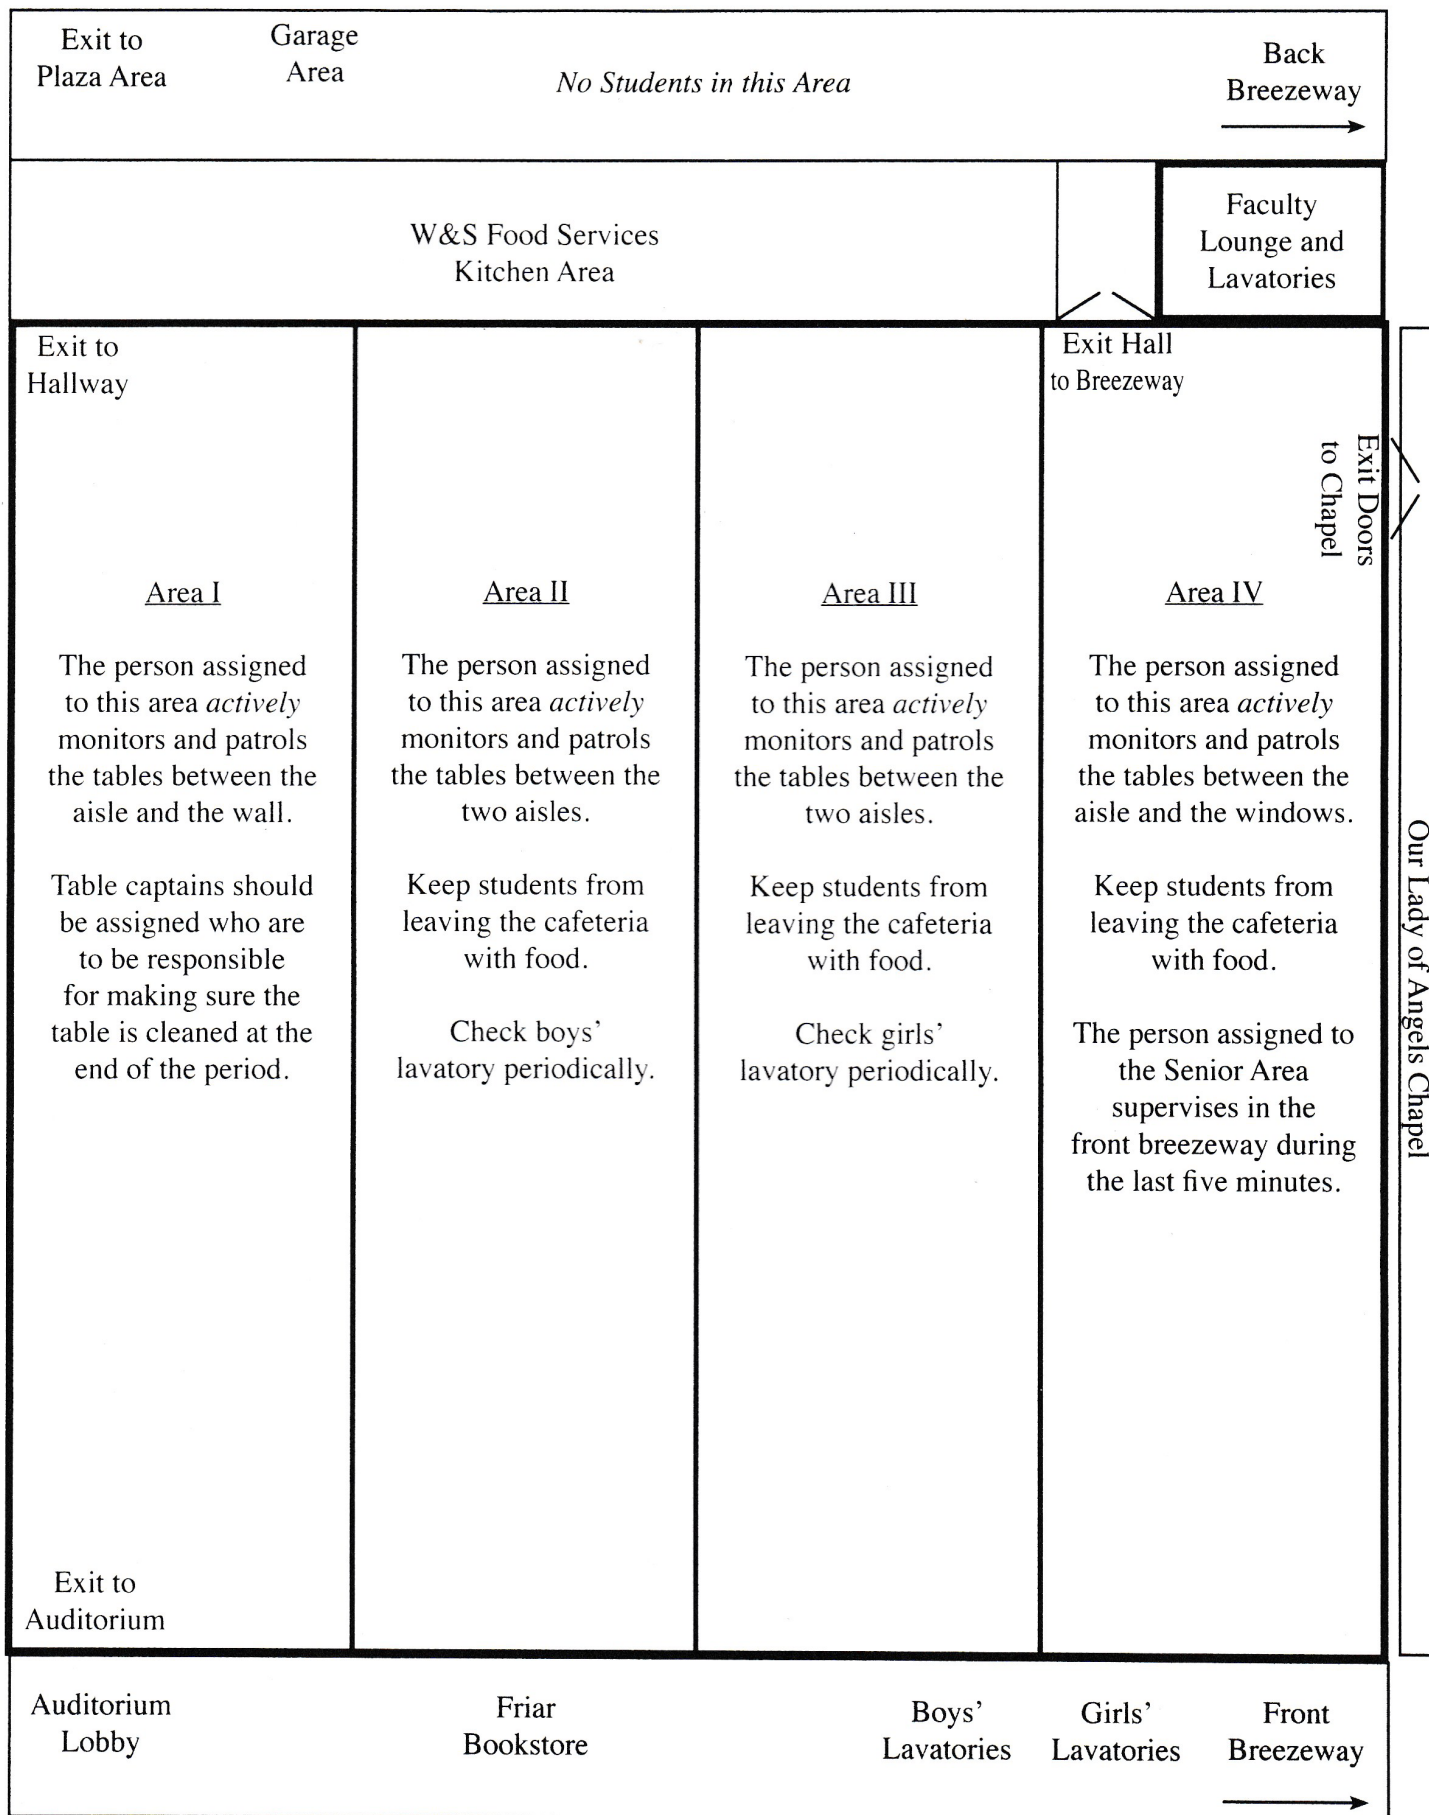 Exit to
Plaza Area
Garage
Area
No Students in this Area
Back
Breezeway
W&S Food Services
Kitchen Area
Faculty
Lounge and
Lavatories
Exit to
Hallway
Exit Hall
to Breezeway
Exit Doors
to Chapel
Area I
The person assigned
to this area actively
monitors and patrols
the tables between the
aisle and the wall.
Table captains should
be assigned who are
to be responsible
for making sure the
table is cleaned at the
end of the period.
Exit to
Auditorium
Area II
The person assigned
to this area actively
monitors and patrols
the tables between the
two aisles.
Keep students from
leaving the cafeteria
with food.
Check boys’
lavatory periodically.
Area III
The person assigned
to this area actively
monitors and patrols
the tables between the
two aisles.
Keep students from
leaving the cafeteria
with food.
Check girls’
lavatory periodically.
Area IV
The person assigned
to this area actively
monitors and patrols
the tables between the
aisle and the windows.
Keep students from
leaving the cafeteria
with food.
The person assigned to
the Senior Area
supervises in the
front breezeway during
the last five minutes.
Our Lady of Angels Chapel
Auditorium
Lobby
Friar
Bookstore
Boys’
Lavatories
Girls’
Lavatories
Front
Breezeway